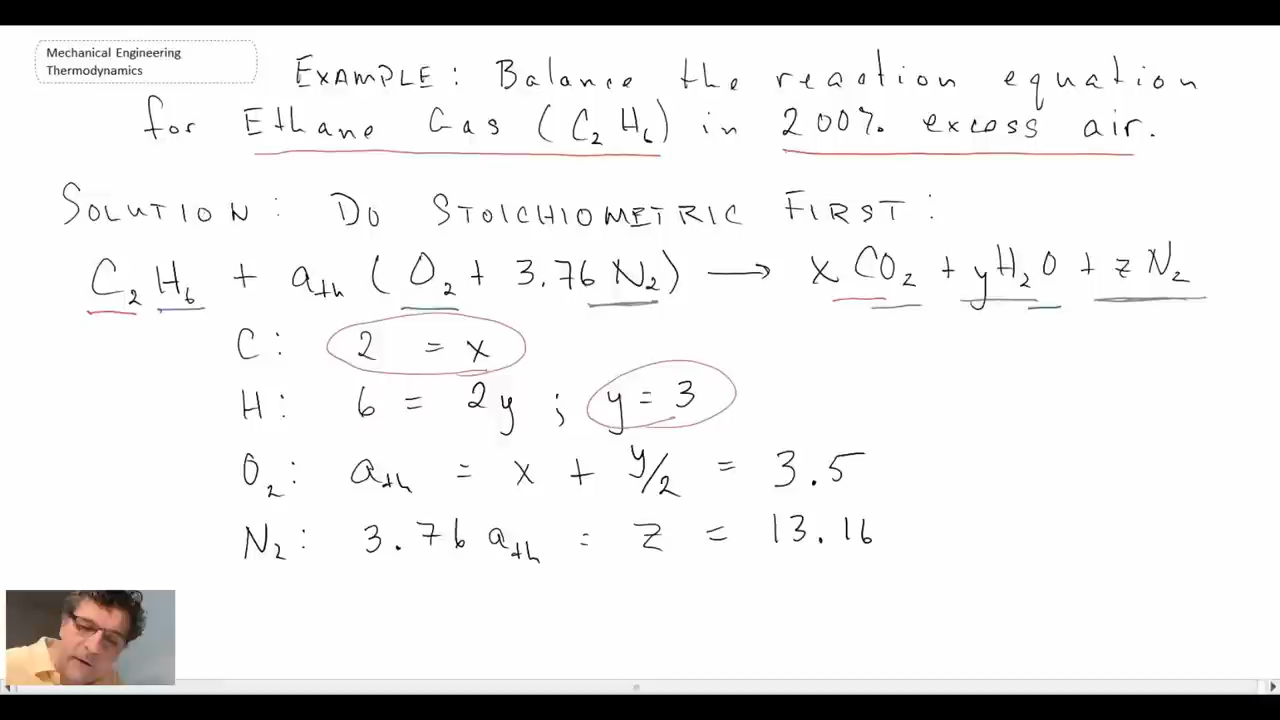 Mechanical Engineering
Thermodynamics
EXAMPLE: Balance the reaction equation
for Ethane Gas (C₂H₆) in 200% excess air.
SOLUTION: DO STOICHIOMETRIC FIRST:
C₂H₆ + aₜₕ (O₂ + 3.76 N₂) → x CO₂ + yH₂O + z N₂
C: 2 = x
H: 6 = 2y ; y = 3
O₂: aₜₕ = x + y/2 = 3.5
N₂: 3.76 aₜₕ = z = 13.16